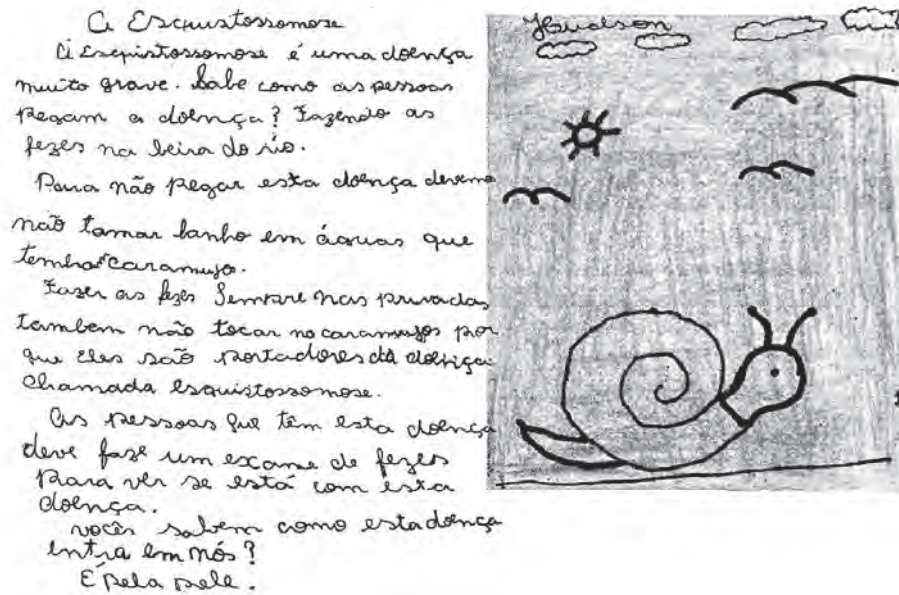 A Esquistossomose
A Esquistossomose é uma doença
muito grave. Sabe como as pessoas
pegam a doença? Fazendo as
fezes na beira do rio.
Para não pegar esta doença devemo
não tamar banho em águas que
tenha caramujo.
Fazer as fezes Sempre nas privadas
tambem não tocar no caramujos por
que eles são portadores da doença
chamada esquistossomose.
As pessoas que têm esta doença
deve faze um exame de fezes
para ver se está com esta
doença.
vocês sabem como esta doença
entra em nós?
É pela pele.
Hudson